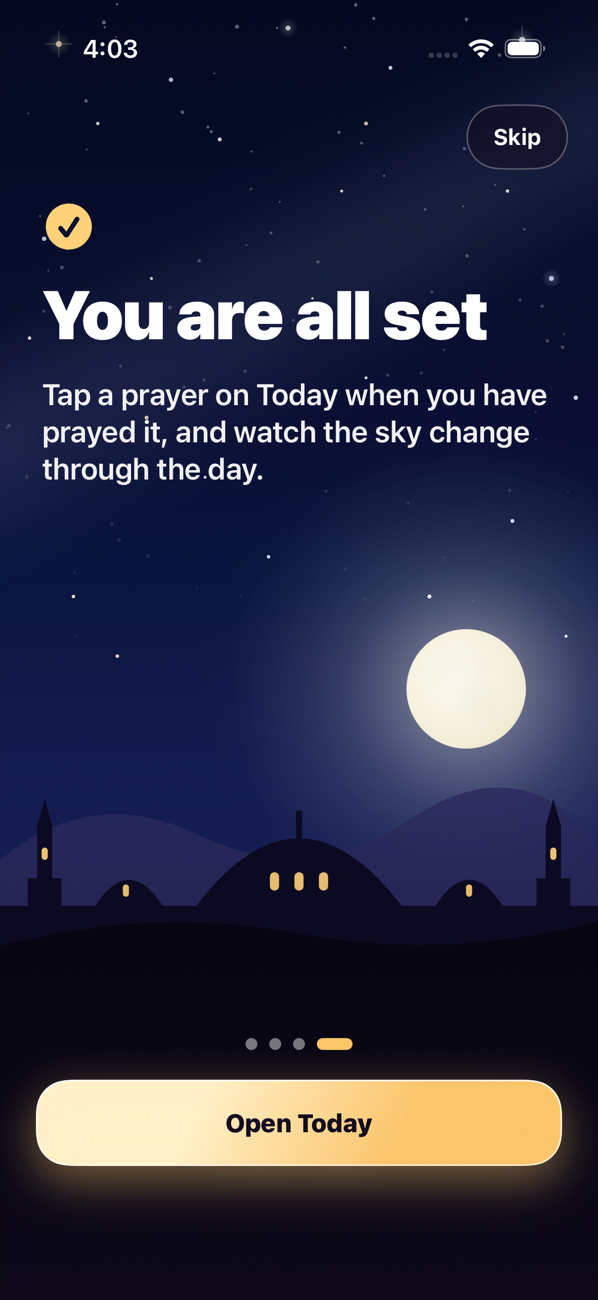 4:03
Skip
You are all set
Tap a prayer on Today when you have
prayed it, and watch the sky change
through the day.
Open Today